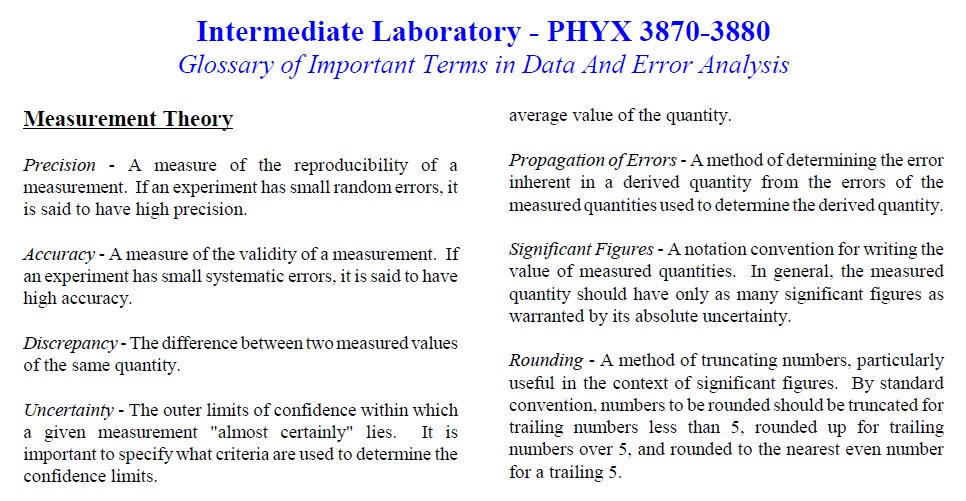 Intermediate Laboratory - PHYX 3870-3880
Glossary of Important Terms in Data And Error Analysis
Measurement Theory
Precision - A measure of the reproducibility of a
measurement. If an experiment has small random errors, it
is said to have high precision.
Accuracy - A measure of the validity of a measurement. If
an experiment has small systematic errors, it is said to have
high accuracy.
Discrepancy - The difference between two measured values
of the same quantity.
Uncertainty - The outer limits of confidence within which
a given measurement "almost certainly" lies. It is
important to specify what criteria are used to determine the
confidence limits.
average value of the quantity.
Propagation of Errors - A method of determining the error
inherent in a derived quantity from the errors of the
measured quantities used to determine the derived quantity.
Significant Figures - A notation convention for writing the
value of measured quantities. In general, the measured
quantity should have only as many significant figures as
warranted by its absolute uncertainty.
Rounding - A method of truncating numbers, particularly
useful in the context of significant figures. By standard
convention, numbers to be rounded should be truncated for
trailing numbers less than 5, rounded up for trailing
numbers over 5, and rounded to the nearest even number
for a trailing 5.